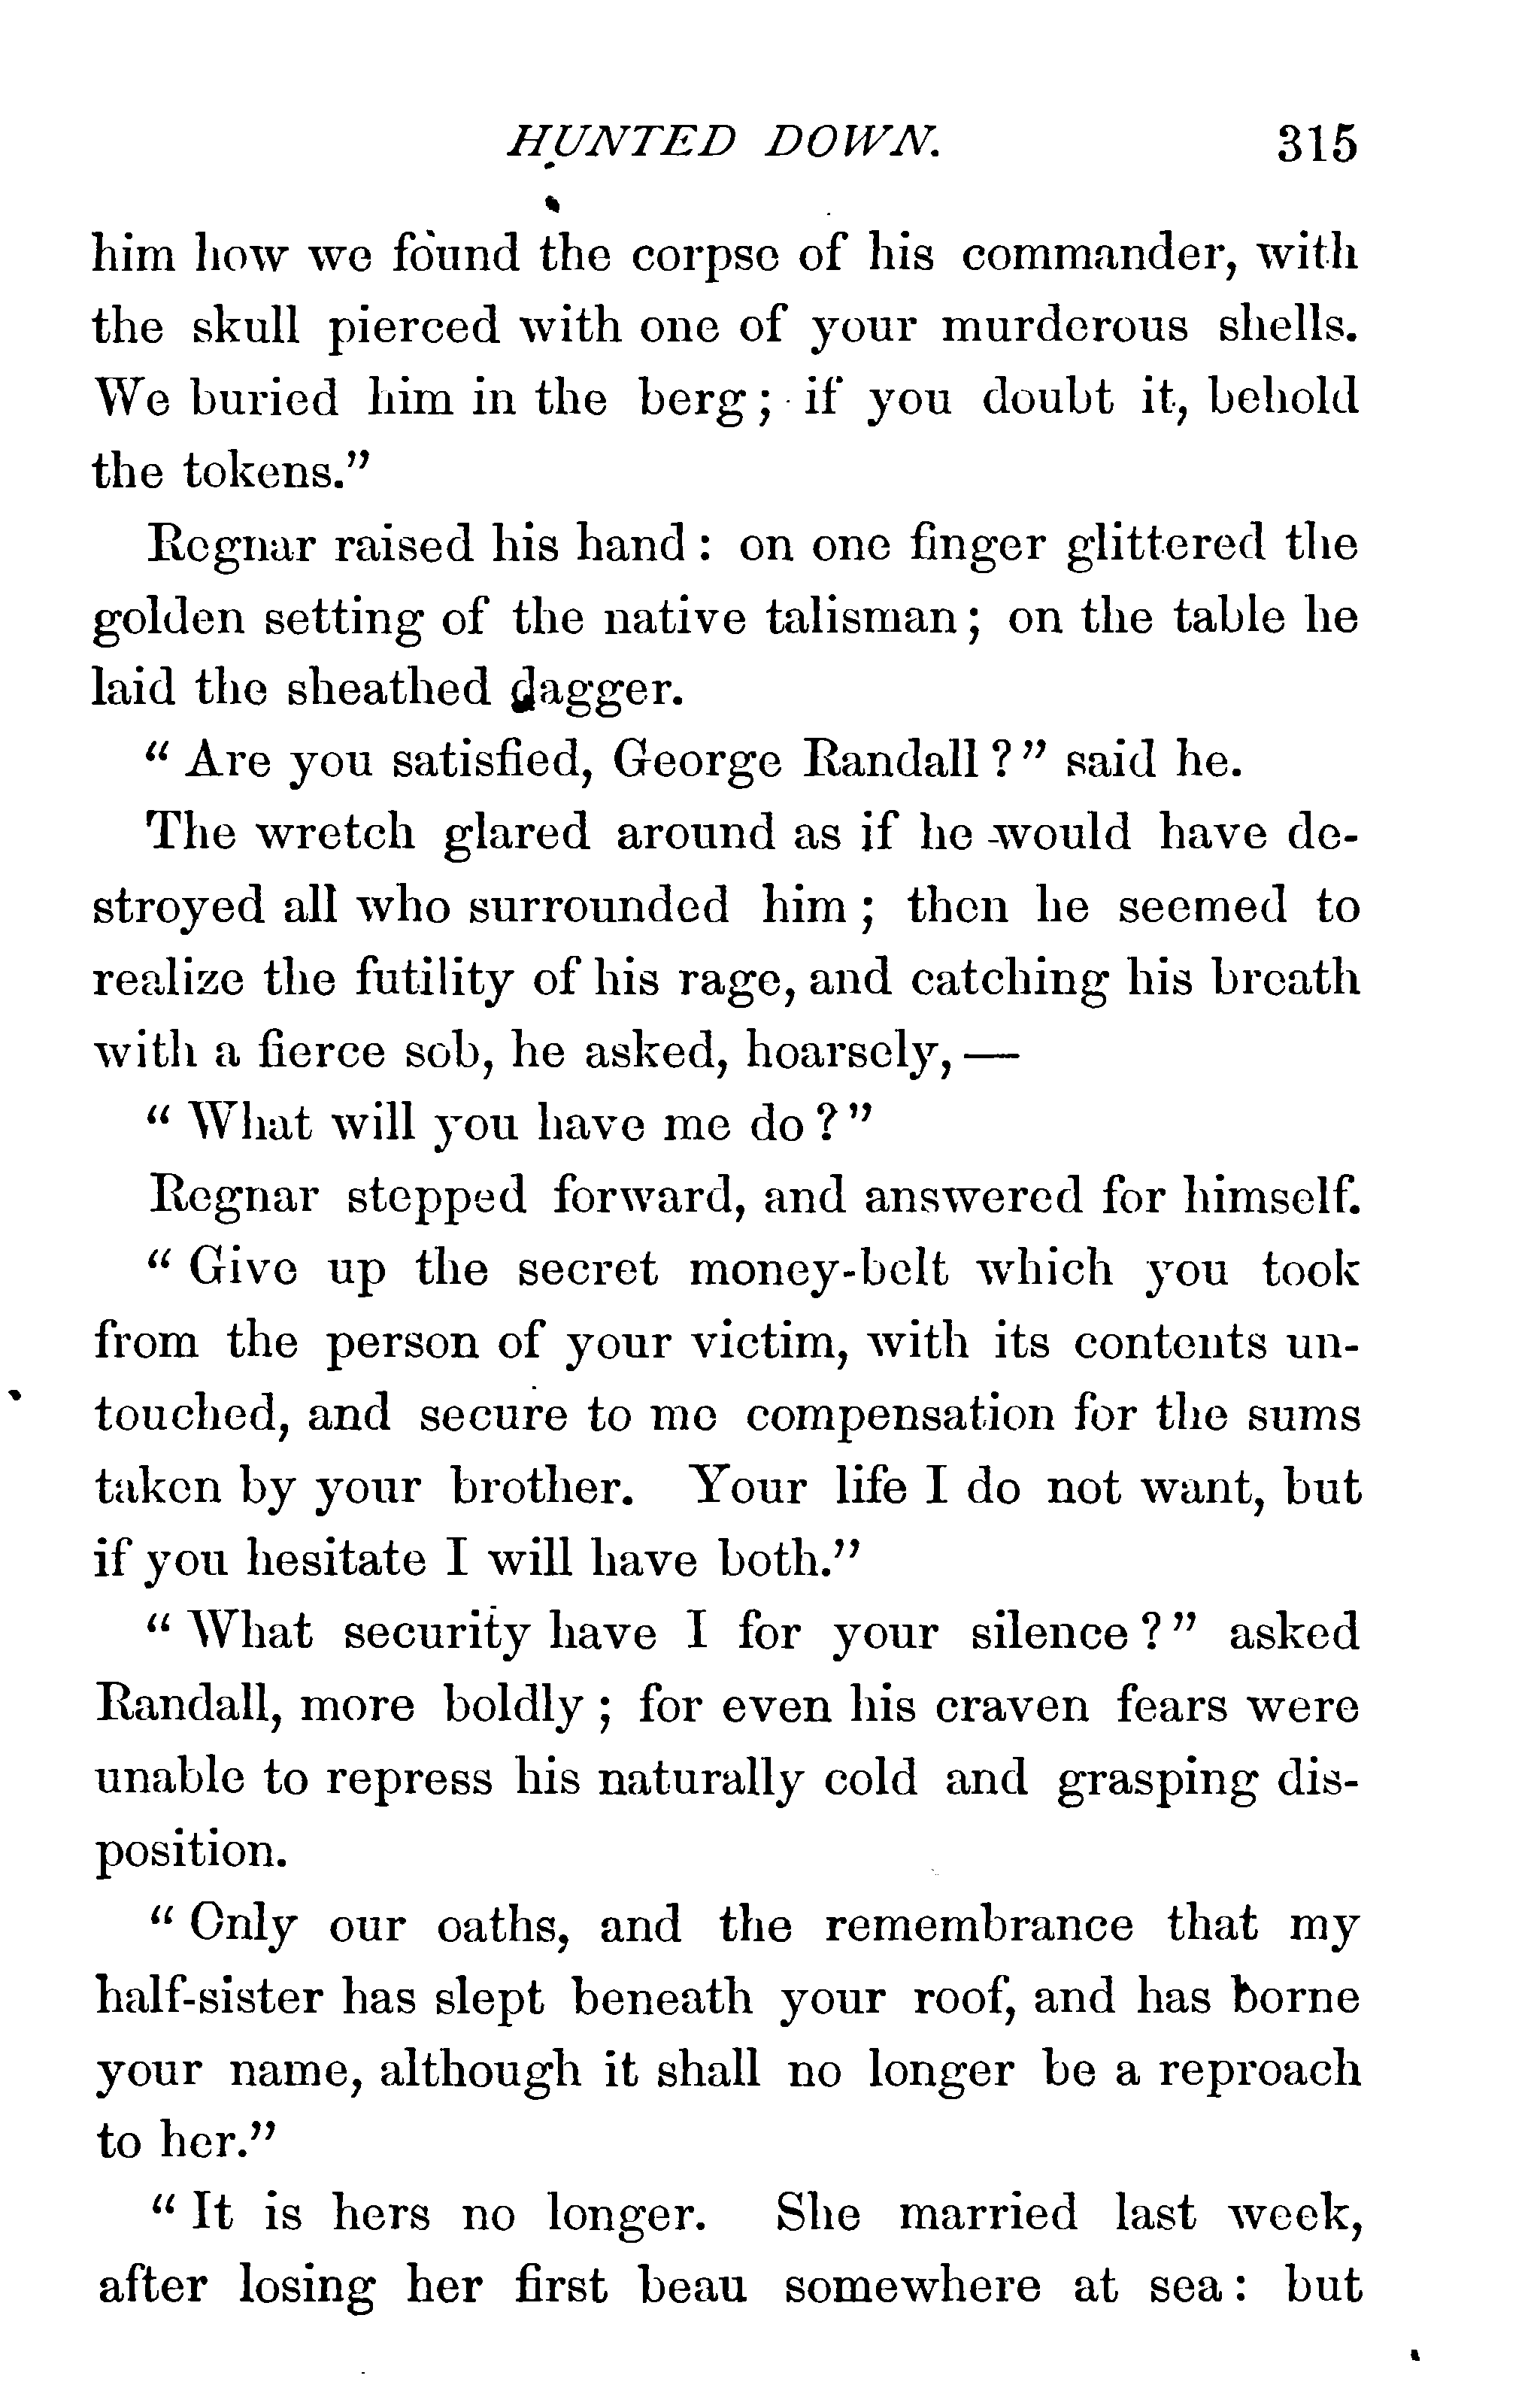 HUNTED DOWN. 315
him how we found the corpse of his commander, with
the skull pierced with one of your murderous shells.
We buried him in the berg; if you doubt it, behold
the tokens.”
Regnar raised his hand: on one finger glittered the
golden setting of the native talisman; on the table he
laid the sheathed dagger.
“Are you satisfied, George Randall?” said he.
The wretch glared around as if he would have de-
stroyed all who surrounded him; then he seemed to
realize the futility of his rage, and catching his breath
with a fierce sob, he asked, hoarsely,—
“What will you have me do?”
Regnar stepped forward, and answered for himself.
“Give up the secret money-belt which you took
from the person of your victim, with its contents un-
touched, and secure to me compensation for the sums
taken by your brother. Your life I do not want, but
if you hesitate I will have both.”
“What security have I for your silence?” asked
Randall, more boldly; for even his craven fears were
unable to repress his naturally cold and grasping dis-
position.
“Only our oaths, and the remembrance that my
half-sister has slept beneath your roof, and has borne
your name, although it shall no longer be a reproach
to her.”
“It is hers no longer. She married last week,
after losing her first beau somewhere at sea: but